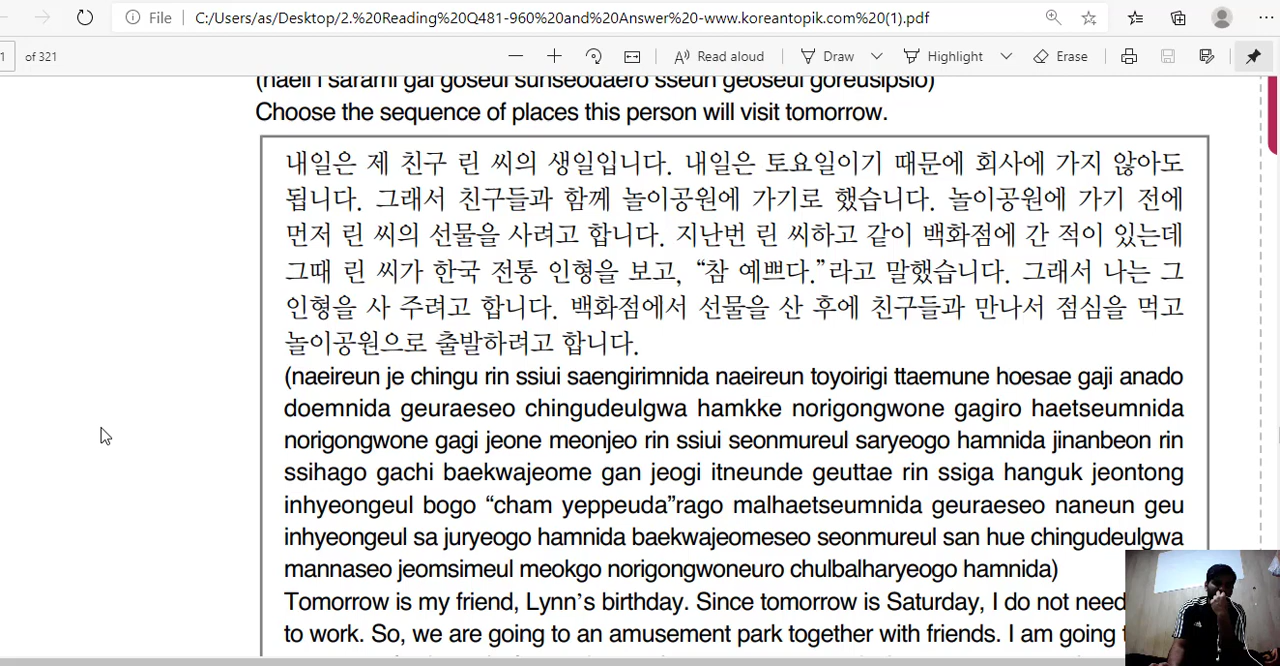 File C:/Users/as/Desktop/2.%20Reading%20Q481-960%20and%20Answer%20-www.koreantopik.com%20(1).pdf
1 of 321 Read aloud Draw Highlight Erase
(naeil i sarami gal goseul sunseodaero sseun geoseul goreusipsio)
Choose the sequence of places this person will visit tomorrow.
내일은 제 친구 린 씨의 생일입니다. 내일은 토요일이기 때문에 회사에 가지 않아도
됩니다. 그래서 친구들과 함께 놀이공원에 가기로 했습니다. 놀이공원에 가기 전에
먼저 린 씨의 선물을 사려고 합니다. 지난번 린 씨하고 같이 백화점에 간 적이 있는데
그때 린 씨가 한국 전통 인형을 보고, “참 예쁘다.”라고 말했습니다. 그래서 나는 그
인형을 사 주려고 합니다. 백화점에서 선물을 산 후에 친구들과 만나서 점심을 먹고
놀이공원으로 출발하려고 합니다.
(naeireun je chingu rin ssiui saengirimnida naeireun toyoirigi ttaemune hoesae gaji anado
doemnida geuraeseo chingudeulgwa hamkke norigongwone gagiro haetseumnida
norigongwone gagi jeone meonjeo rin ssiui seonmureul saryeogo hamnida jinanbeon rin
ssihago gachi baekwajeome gan jeogi itneunde geuttae rin ssiga hanguk jeontong
inhyeongeul bogo “cham yeppeuda”rago malhaetseumnida geuraeseo naneun geu
inhyeongeul sa juryeogo hamnida baekwajeomeseo seonmureul san hue chingudeulgwa
mannaseo jeomsimeul meokgo norigongwoneuro chulbalharyeogo hamnida)
Tomorrow is my friend, Lynn’s birthday. Since tomorrow is Saturday, I do not need
to work. So, we are going to an amusement park together with friends. I am going